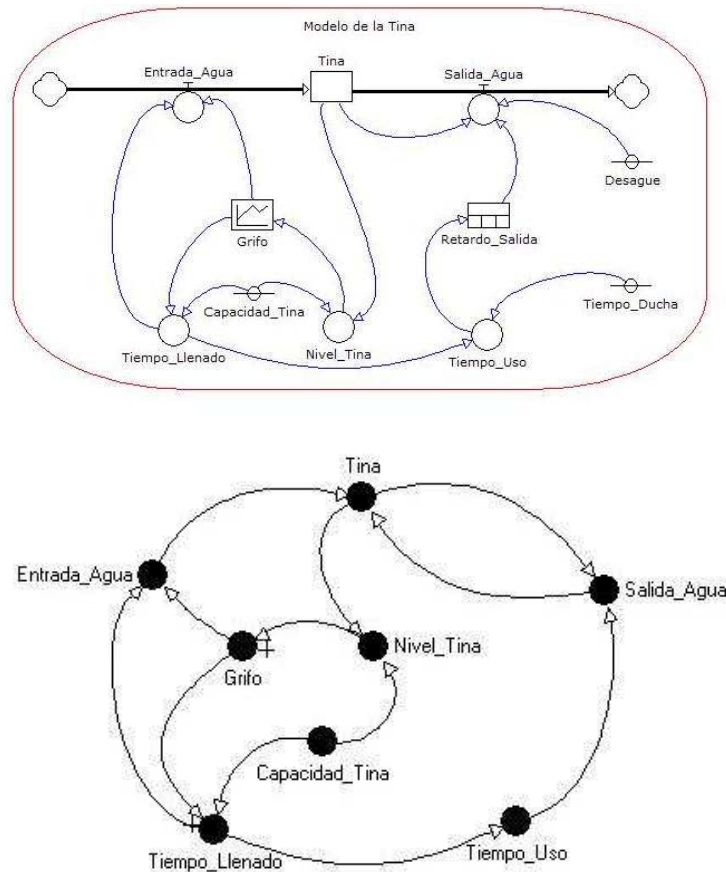 Modelo de la Tina
Entrada_Agua
Tina
Salida_Agua
Desague
Grifo
Retardo_Salida
Capacidad_Tina
Tiempo_Ducha
Tiempo_Llenado
Nivel_Tina
Tiempo_Uso
Tina
Entrada_Agua
Salida_Agua
Nivel_Tina
Grifo
Capacidad_Tina
Tiempo_Llenado
Tiempo_Uso